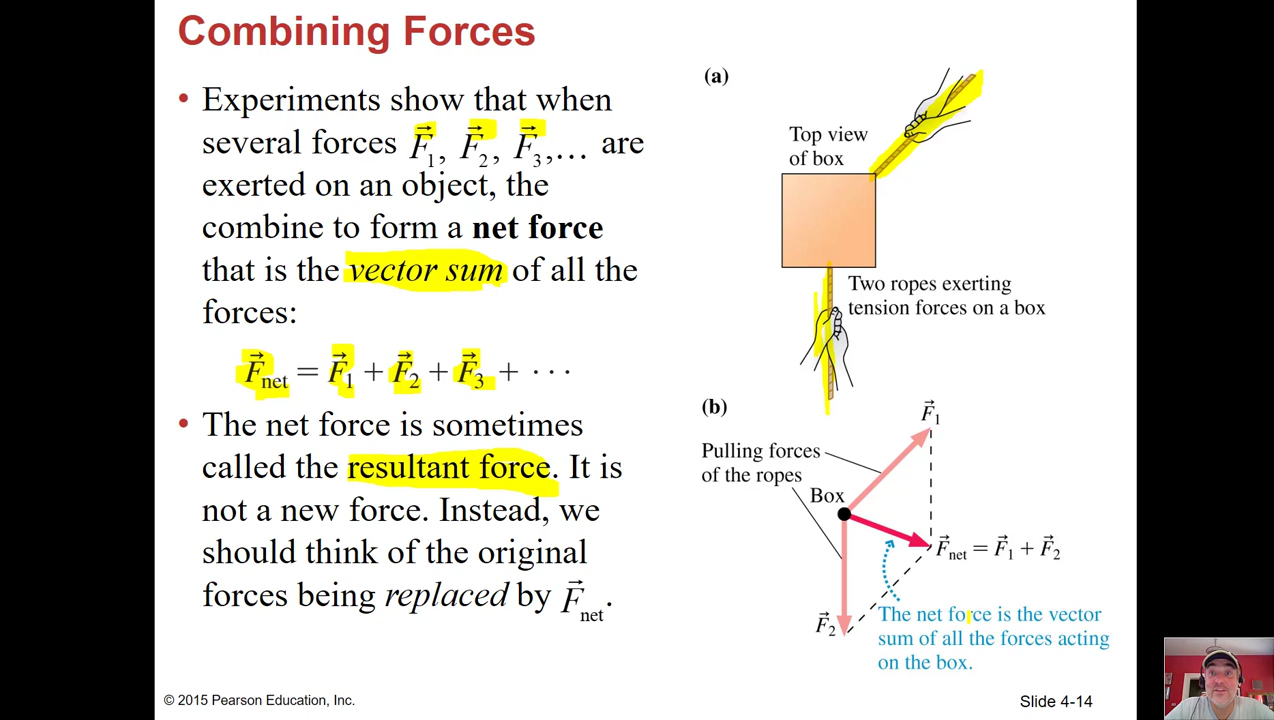 Combining Forces
• Experiments show that when
several forces F⃗1, F⃗2, F⃗3,… are
exerted on an object, the
combine to form a net force
that is the vector sum of all the
forces:
F⃗net = F⃗1 + F⃗2 + F⃗3 + · · ·
• The net force is sometimes
called the resultant force. It is
not a new force. Instead, we
should think of the original
forces being replaced by F⃗net.
(a)
Top view
of box
Two ropes exerting
tension forces on a box
(b)
F⃗1
Pulling forces
of the ropes
Box
F⃗net = F⃗1 + F⃗2
F⃗2
The net force is the vector
sum of all the forces acting
on the box.
© 2015 Pearson Education, Inc.
Slide 4-14